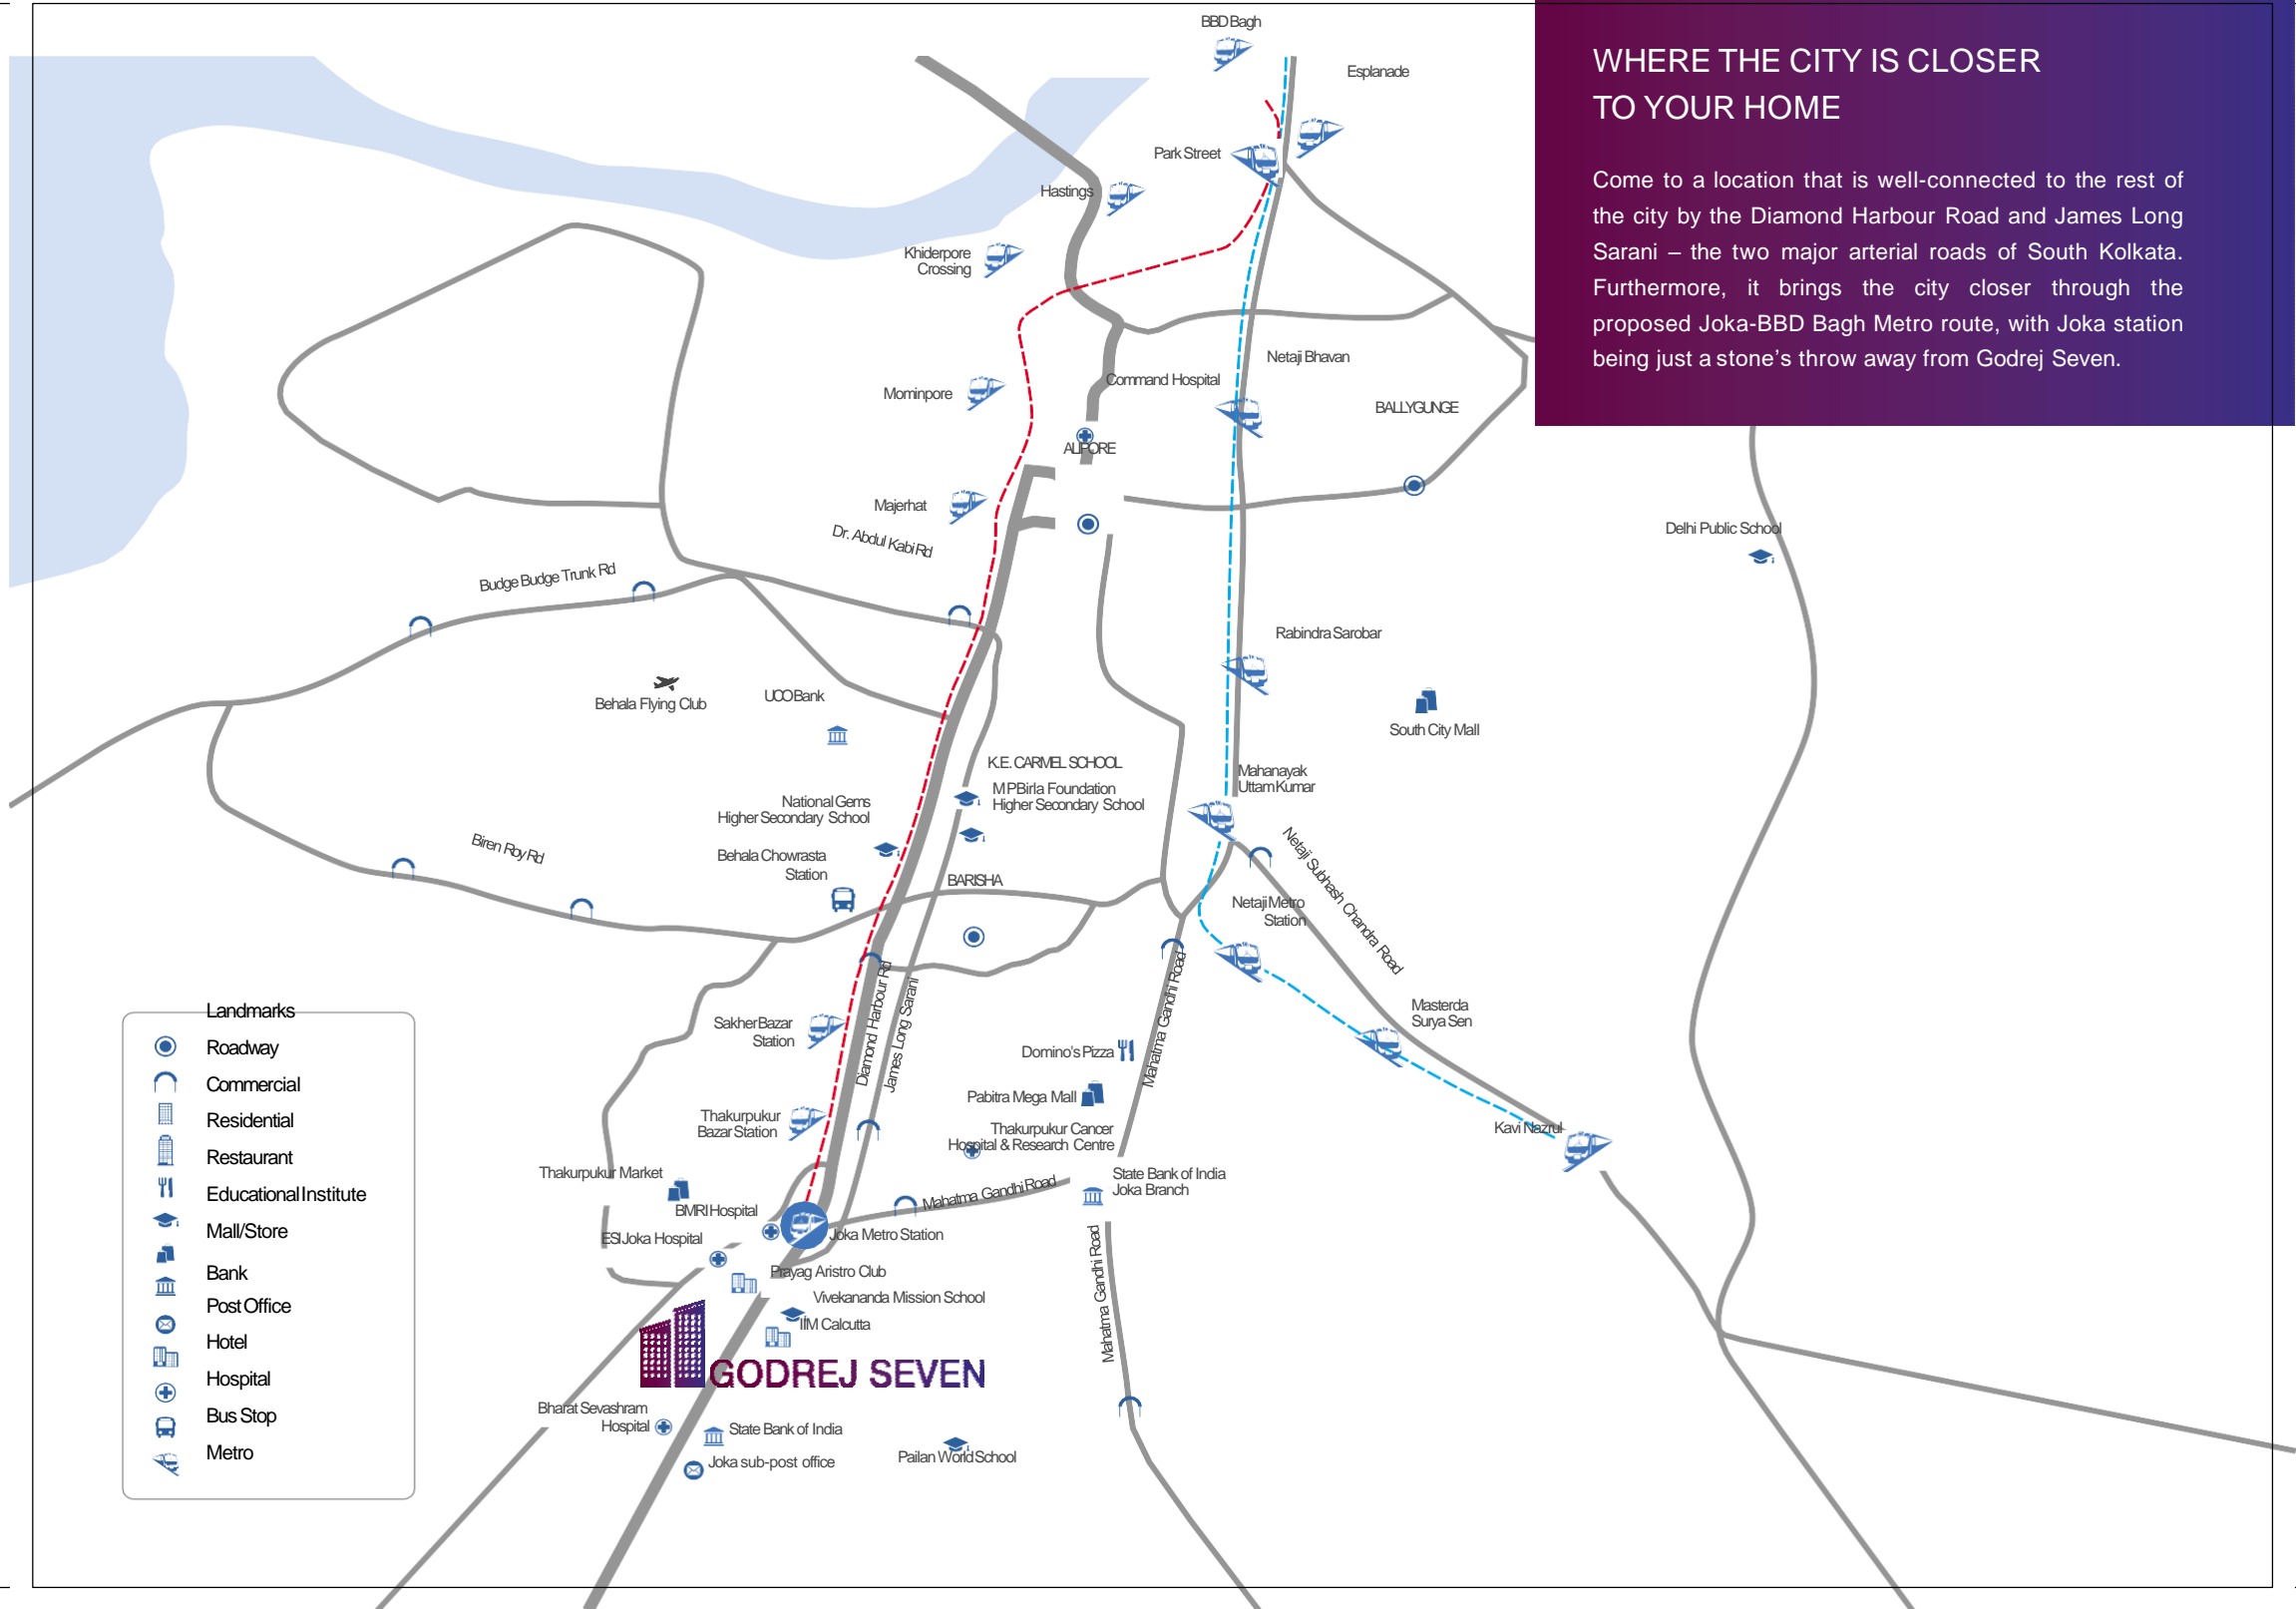 WHERE THE CITY IS CLOSER
TO YOUR HOME
Come to a location that is well-connected to the rest of
the city by the Diamond Harbour Road and James Long
Sarani – the two major arterial roads of South Kolkata.
Furthermore, it brings the city closer through the
proposed Joka-BBD Bagh Metro route, with Joka station
being just a stone’s throw away from Godrej Seven.
BBD Bagh
Esplanade
Park Street
Hastings
Khiderpore
Crossing
Netaji Bhavan
Command Hospital
Mominpore
BALLYGUNGE
ALIPORE
Majerhat
Dr. Abdul Kabi Rd
Delhi Public School
Budge Budge Trunk Rd
Rabindra Sarobar
Behala Flying Club
UCO Bank
South City Mall
K.E. CARMEL SCHOOL
M P Birla Foundation
Higher Secondary School
Mahanayak
Uttam Kumar
National Gems
Higher Secondary School
Biren Roy Rd
Behala Chowrasta
Station
BARISHA
Netaji Subhash Chandra Road
Netaji Metro
Station
Diamond Harbour Rd
James Long Sarani
Mahatma Gandhi Road
Masterda
Surya Sen
Sakher Bazar
Station
Domino's Pizza
Pabitra Mega Mall
Thakurpukur
Bazar Station
Thakurpukur Cancer
Hospital & Research Centre
Kavi Nazrul
Thakurpukur Market
State Bank of India
Joka Branch
Mahatma Gandhi Road
BMRI Hospital
ESI Joka Hospital
Joka Metro Station
Mahatma Gandhi Road
Prayag Aristro Club
Vivekananda Mission School
IIM Calcutta
GODREJ SEVEN
Bharat Sevashram
Hospital
State Bank of India
Joka sub-post office
Pailan World School
Landmarks
Roadway
Commercial
Residential
Restaurant
Educational Institute
Mall/Store
Bank
Post Office
Hotel
Hospital
Bus Stop
Metro